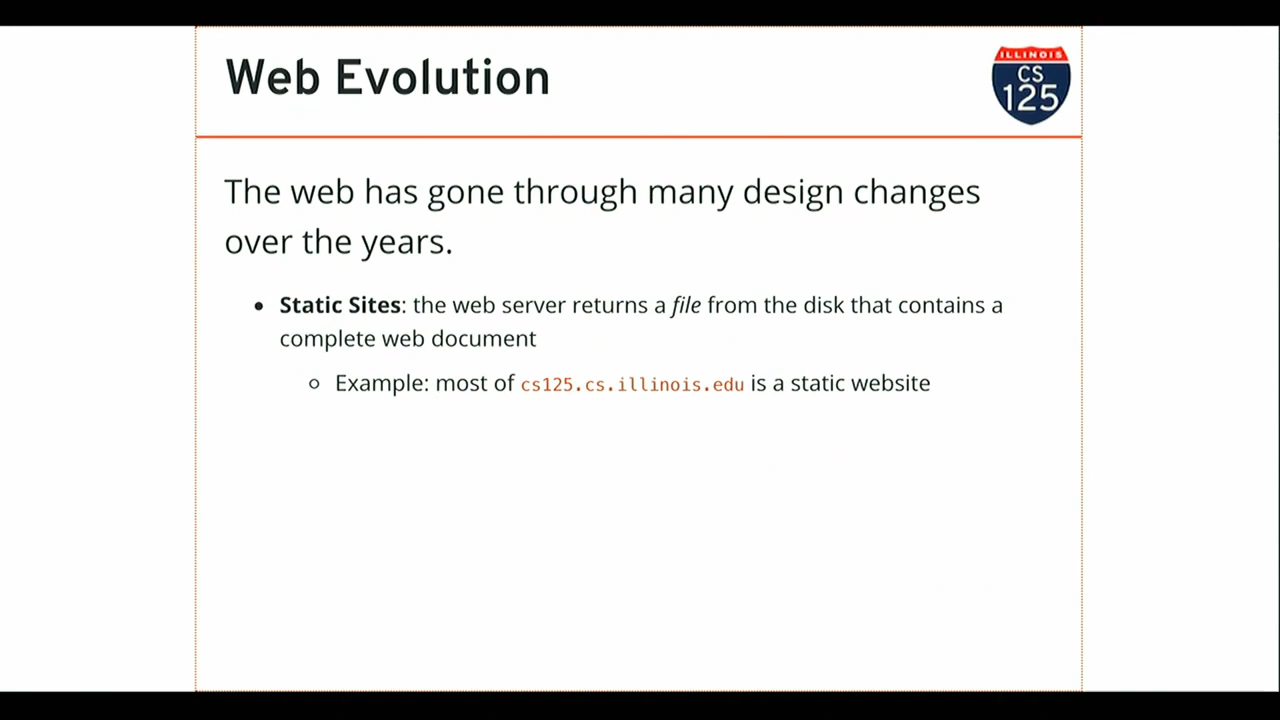 Web Evolution
ILLINOIS
CS
125
The web has gone through many design changes
over the years.
• Static Sites: the web server returns a file from the disk that contains a
complete web document
○ Example: most of cs125.cs.illinois.edu is a static website